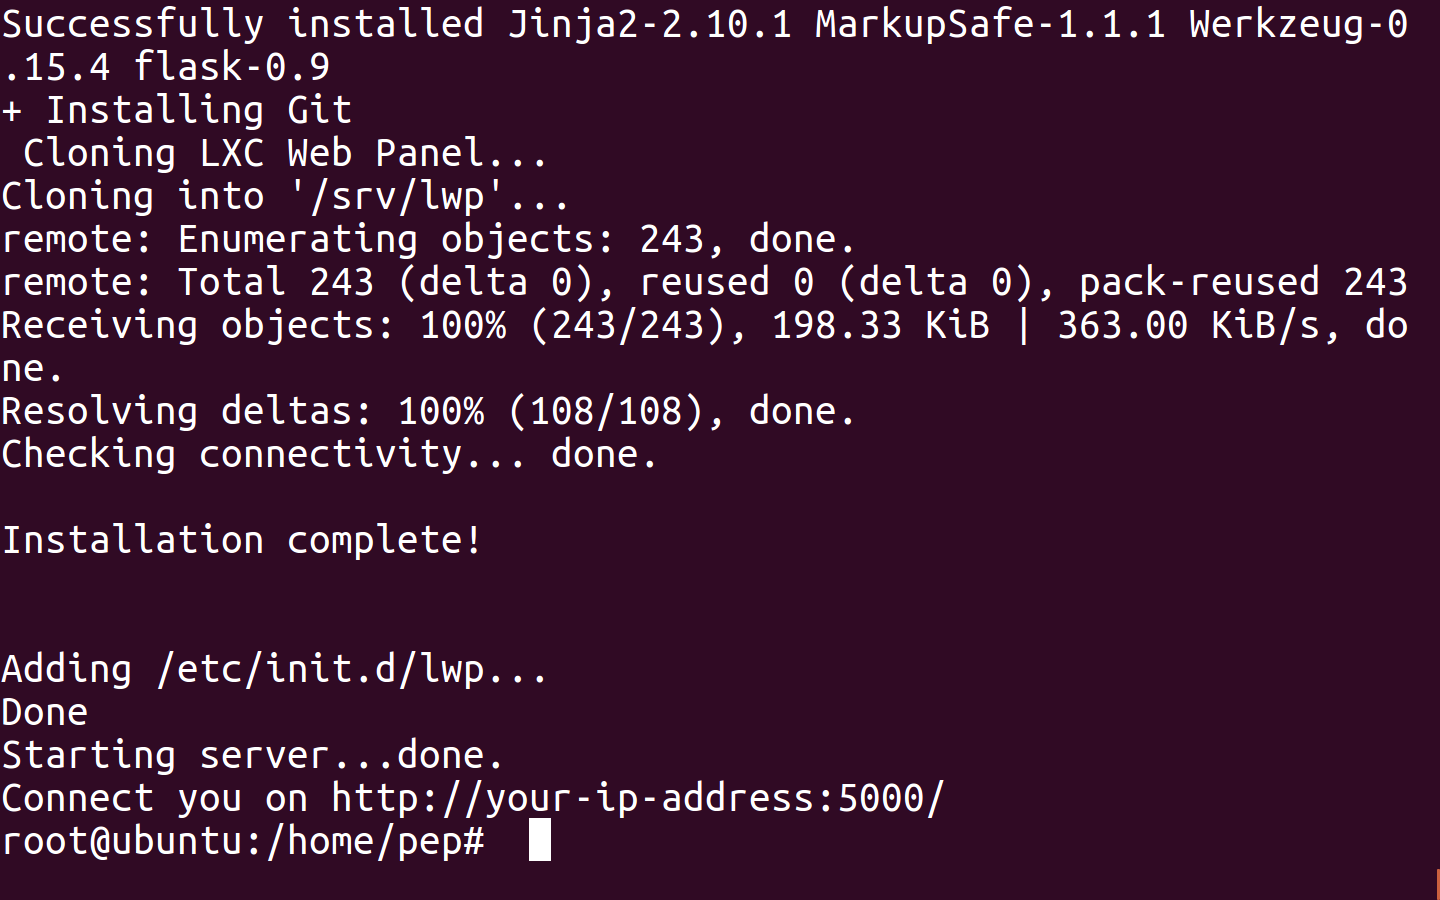 Successfully installed Jinja2-2.10.1 MarkupSafe-1.1.1 Werkzeug-0
.15.4 flask-0.9
+ Installing Git
 Cloning LXC Web Panel...
Cloning into '/srv/lwp'...
remote: Enumerating objects: 243, done.
remote: Total 243 (delta 0), reused 0 (delta 0), pack-reused 243
Receiving objects: 100% (243/243), 198.33 KiB | 363.00 KiB/s, do
ne.
Resolving deltas: 100% (108/108), done.
Checking connectivity... done.

Installation complete!


Adding /etc/init.d/lwp...
Done
Starting server...done.
Connect you on http://your-ip-address:5000/
root@ubuntu:/home/pep#